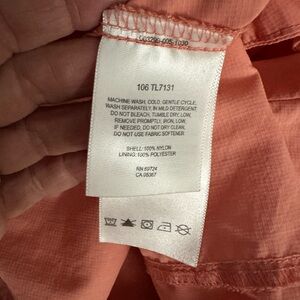 106 TL7131
MACHINE WASH, COLD, GENTLE CYCLE,
WASH SEPARATELY, IN MILD DETERGENT
DO NOT BLEACH, TUMBLE DRY, LOW,
REMOVE PROMPTLY, IRON, LOW,
IF NEEDED, DO NOT DRY CLEAN,
DO NOT USE FABRIC SOFTENER.
SHELL: 100% NYLON
LINING: 100% POLYESTER
RN 69724
CA 05367